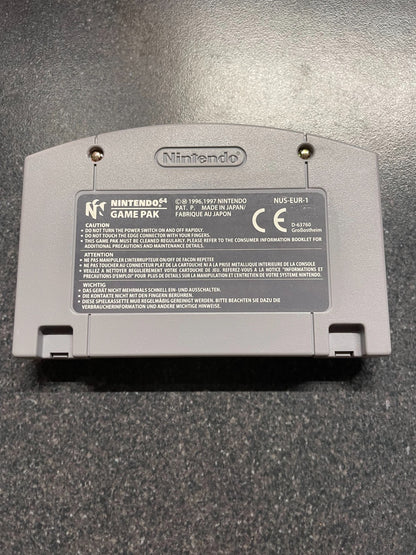 Nintendo
NINTENDO 64
GAME PAK
©® 1996, 1997 NINTENDO
PAT. P. MADE IN JAPAN/
FABRIQUE AU JAPON
NUS-EUR-1
CE
D-63760
Großostheim
CAUTION
● DO NOT TURN THE POWER SWITCH ON AND OFF RAPIDLY.
● DO NOT TOUCH THE EDGE CONNECTOR WITH YOUR FINGERS.
● THIS GAME PAK MUST BE CLEANED REGULARLY. PLEASE REFER TO THE CONSUMER INFORMATION BOOKLET FOR
ADDITIONAL PRECAUTIONS AND MAINTENANCE DETAILS.
ATTENTION
● NE PAS MANIPULER L'INTERRUPTEUR ON/OFF DE FACON REPETEE
● NE PAS TOUCHER AU CONNECTEUR PLAT DE LA CARTOUCHE NI A LA PRISE METALLIQUE INTERIEURE DE LA CONSOLE
● VEILLEZ A NETTOYER REGULIEREMENT VOTRE CARTOUCHE DE JEU. REFEREZ-VOUS A LA NOTICE "INFORMATIONS ET
PRECAUTIONS D'EMPLOI" POUR PLUS DE DETAILS SUR LA MANIPULATION ET L'ENTRETIEN DE VOTRE SYSTEME NINTENDO.
WICHTIG
● DAS GERÄT NICHT MEHRMALS SCHNELL EIN- UND AUSSCHALTEN.
● DIE KONTAKTE NICHT MIT DEN FINGERN BERÜHREN.
● DIESE SPIELKASSETTE MUß REGELMÄßIG GEREINIGT WERDEN. BITTE BEACHTEN SIE DAZU DIE
VERBRAUCHERINFORMATION UND ANDERE WICHTIGE HINWEISE.